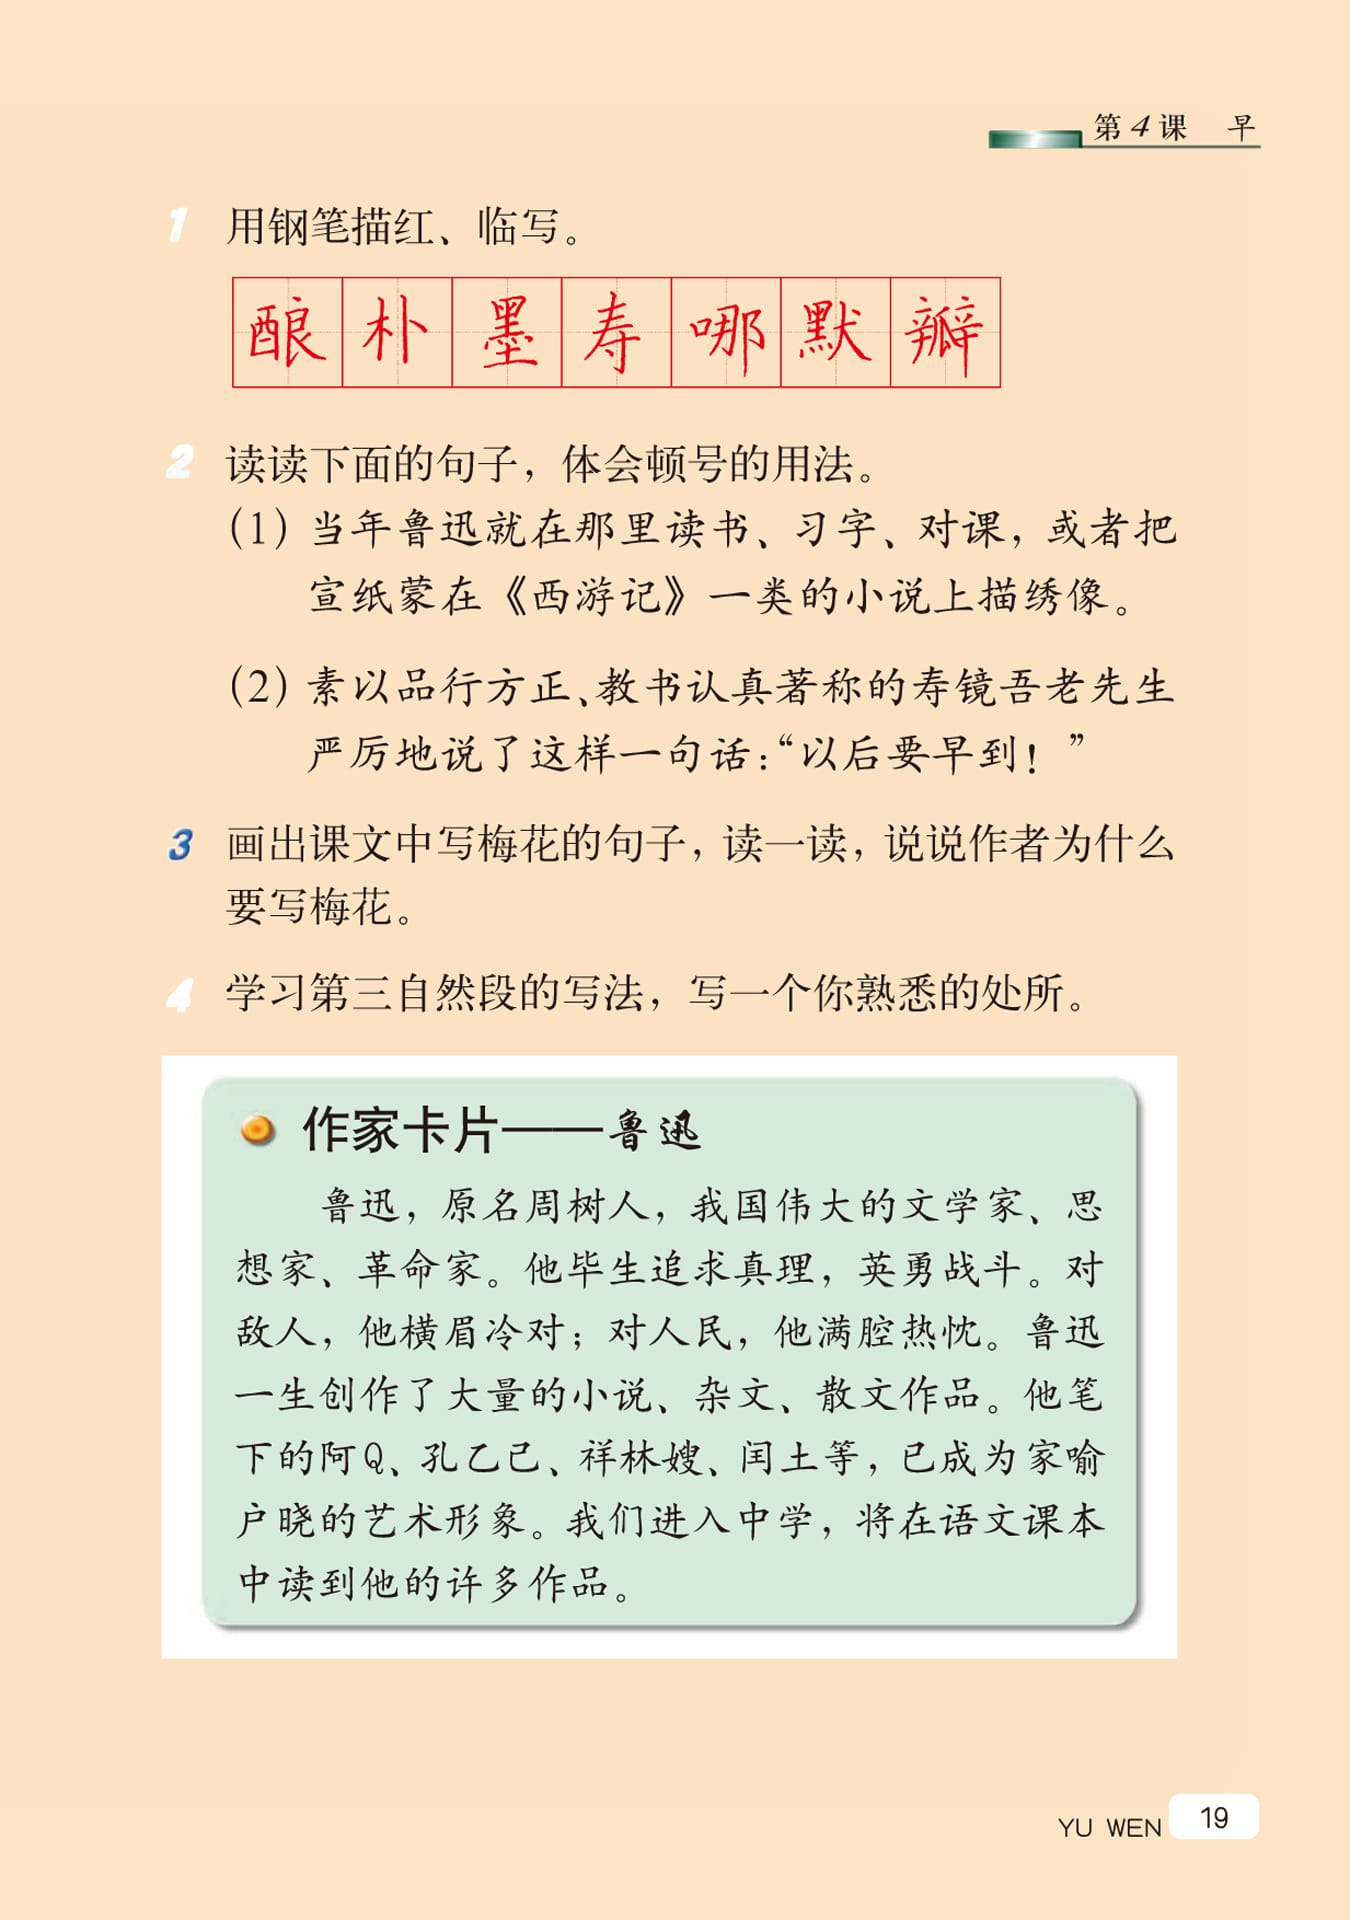 第4课 早
1 用钢笔描红、临写。
酿朴墨寿哪默瓣
2 读读下面的句子，体会顿号的用法。
（1）当年鲁迅就在那里读书、习字、对课，或者把
宣纸蒙在《西游记》一类的小说上描绣像。
（2）素以品行方正、教书认真著称的寿镜吾老先生
严厉地说了这样一句话：“以后要早到！”
3 画出课文中写梅花的句子，读一读，说说作者为什么
要写梅花。
4 学习第三自然段的写法，写一个你熟悉的处所。
作家卡片——鲁迅
鲁迅，原名周树人，我国伟大的文学家、思
想家、革命家。他毕生追求真理，英勇战斗。对
敌人，他横眉冷对；对人民，他满腔热忱。鲁迅
一生创作了大量的小说、杂文、散文作品。他笔
下的阿Q、孔乙己、祥林嫂、闰土等，已成为家喻
户晓的艺术形象。我们进入中学，将在语文课本
中读到他的许多作品。
YU WEN 19